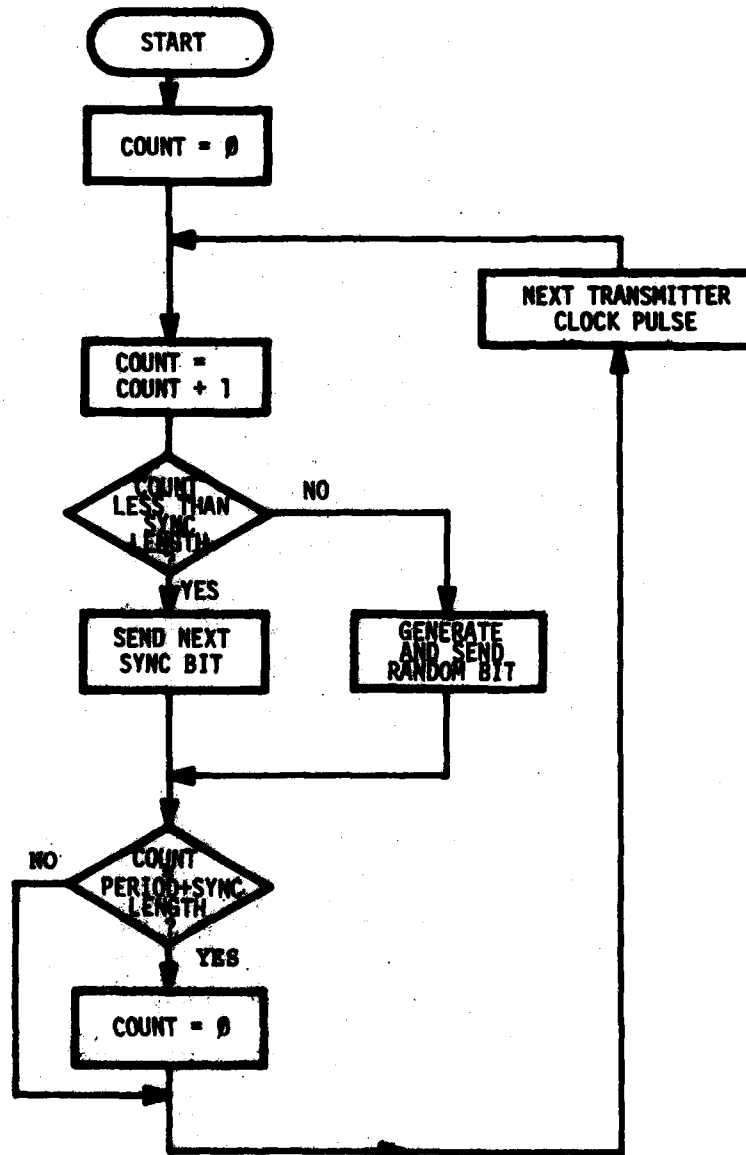 START
COUNT = Ø
NEXT TRANSMITTER
CLOCK PULSE
COUNT =
COUNT + 1
COUNT
LESS THAN
SYNC
LENGTH
?
NO
YES
SEND NEXT
SYNC BIT
GENERATE
AND SEND
RANDOM BIT
NO
COUNT
PERIOD+SYNC
LENGTH
?
YES
COUNT = Ø